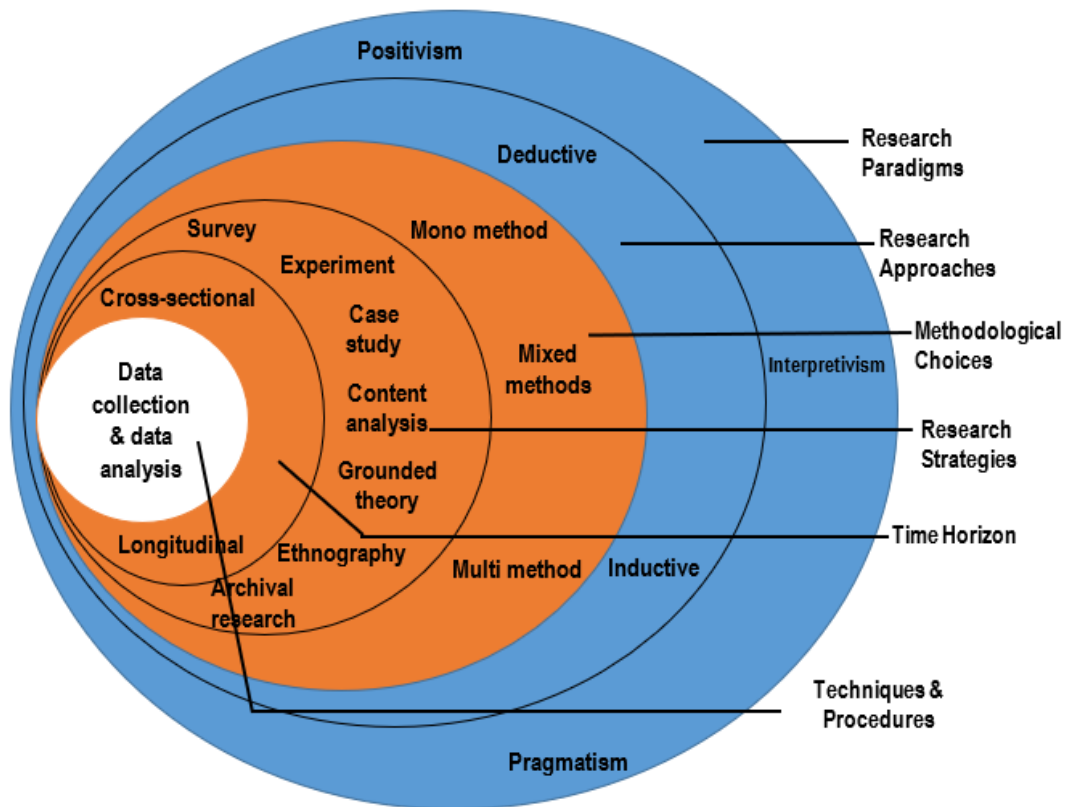 Positivism
Deductive
Research
Paradigms
Survey
Mono method
Research
Approaches
Experiment
Cross-sectional
Case
study
Methodological
Choices
Mixed
methods
Interpretivism
Data
collection
& data
analysis
Content
analysis
Research
Strategies
Grounded
theory
Time Horizon
Longitudinal
Ethnography
Multi method
Inductive
Archival
research
Techniques &
Procedures
Pragmatism